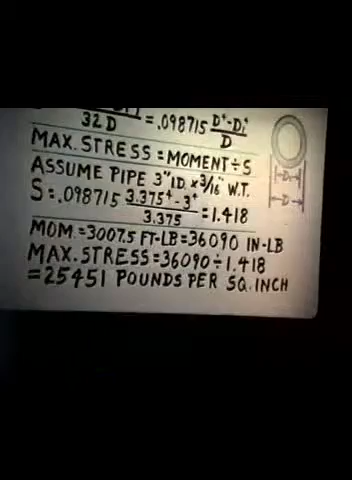 32 D = .098715 D⁴-Dᵢ⁴
D
MAX. STRESS = MOMENT ÷ S
ASSUME PIPE 3" I.D. x 3/16" W.T.
S = .098715 3.375⁴ - 3⁴ = 1.418
3.375
MOM. = 3007.5 FT-LB = 36090 IN-LB
MAX. STRESS = 36090 ÷ 1.418
= 25451 POUNDS PER SQ. INCH
Dᵢ
D